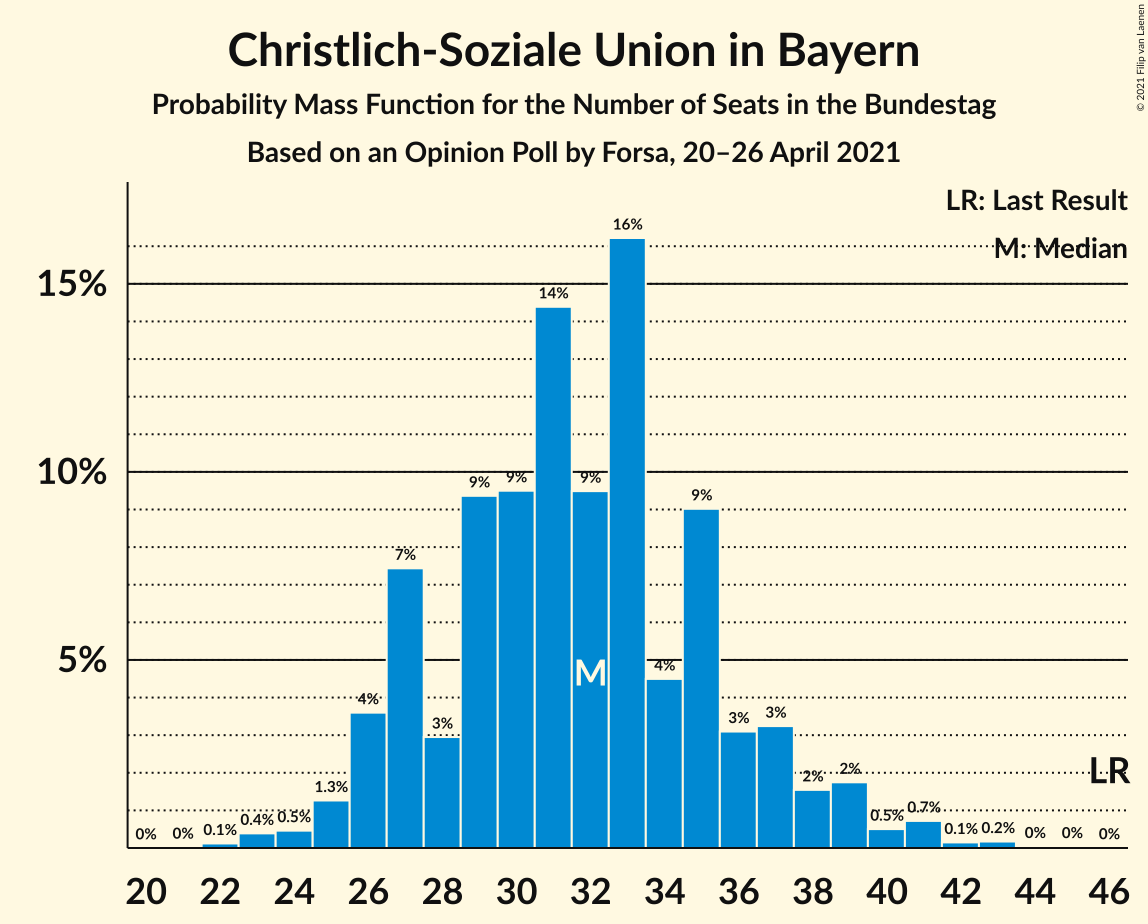 Christlich-Soziale Union in Bayern
Probability Mass Function for the Number of Seats in the Bundestag
Based on an Opinion Poll by Forsa, 20–26 April 2021
© 2021 Filip van Laenen
LR: Last Result
M: Median
15%
10%
5%
0% 0% 0.1% 0.4% 0.5% 1.3% 4% 7% 3% 9% 9% 14% 9% 16% 4% 9% 3% 3% 2% 2% 0.5% 0.7% 0.1% 0.2% 0% 0% 0%
M
LR
20 22 24 26 28 30 32 34 36 38 40 42 44 46